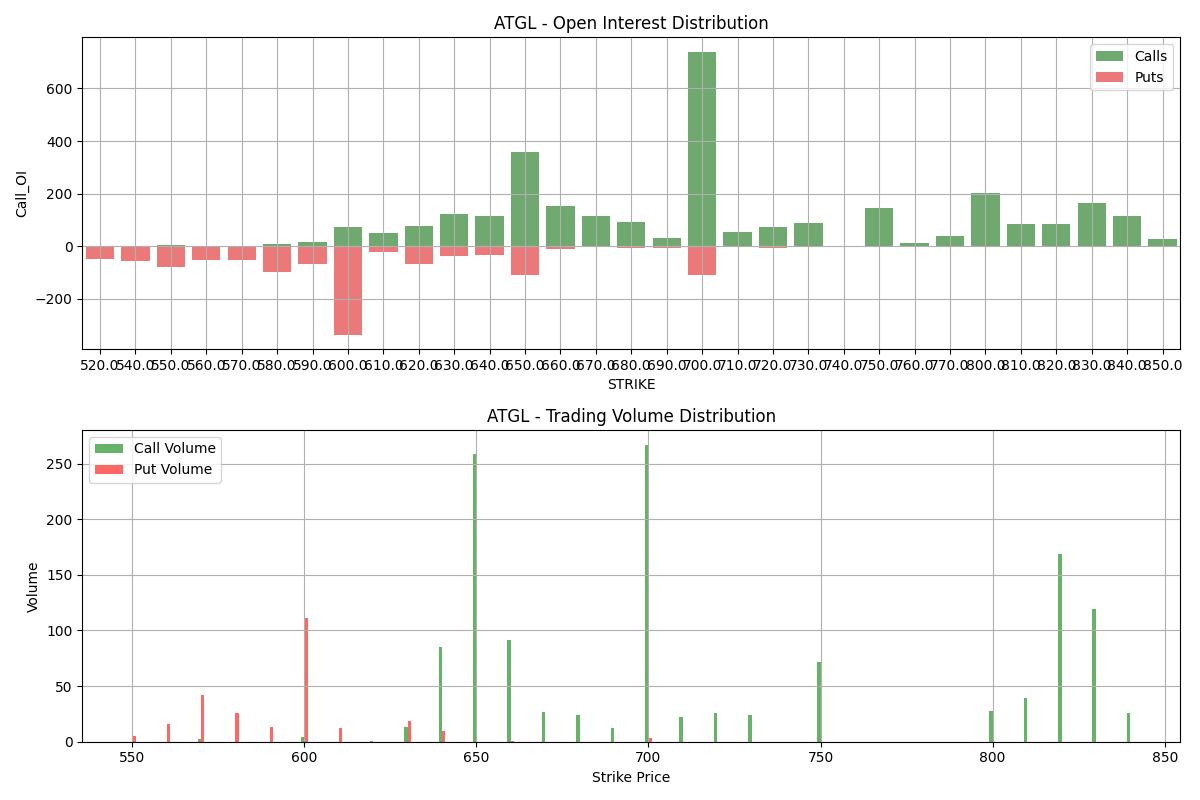 ATGL - Open Interest Distribution
Calls
Puts
600
400
200
0
−200
Call_OI
520.0 540.0 550.0 560.0 570.0 580.0 590.0 600.0 610.0 620.0 630.0 640.0 650.0 660.0 670.0 680.0 690.0 700.0 710.0 720.0 730.0 740.0 750.0 760.0 770.0 800.0 810.0 820.0 830.0 840.0 850.0
STRIKE
ATGL - Trading Volume Distribution
Call Volume
Put Volume
250
200
150
100
50
0
Volume
550 600 650 700 750 800 850
Strike Price